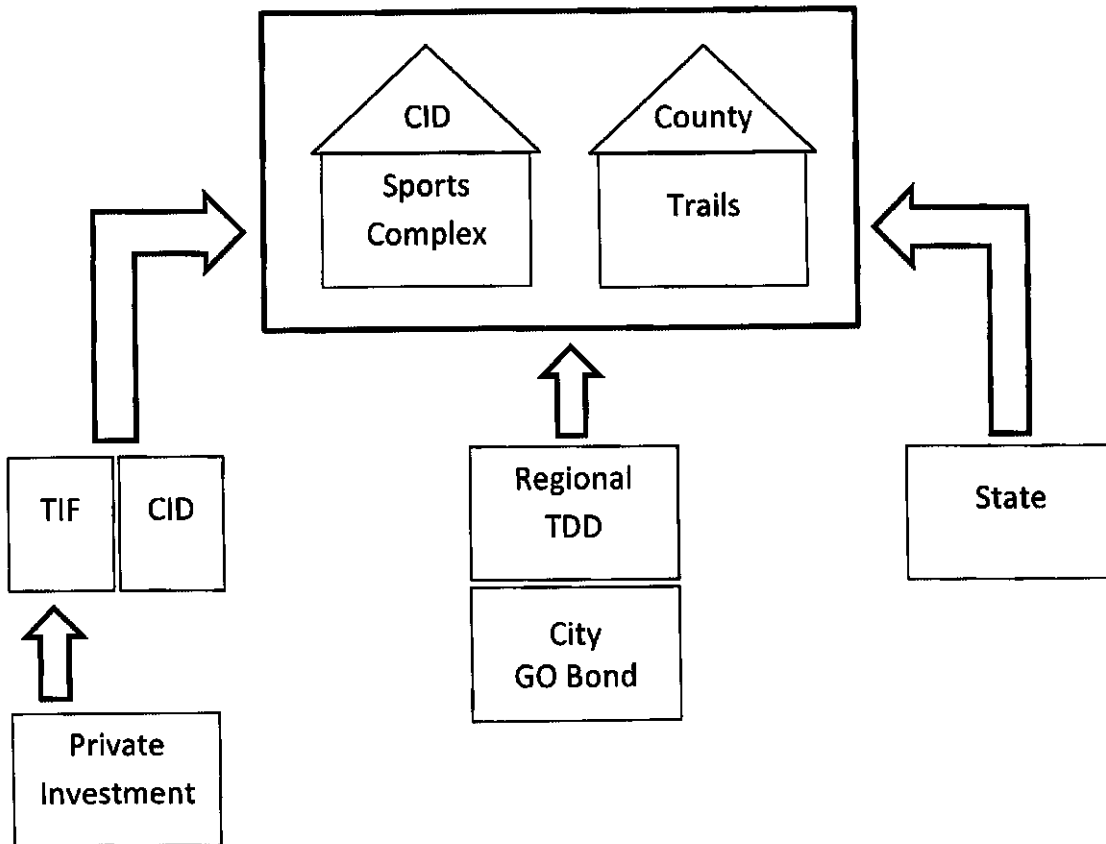 CID
Sports
Complex
County
Trails
TIF
CID
Regional
TDD
City
GO Bond
State
Private
Investment